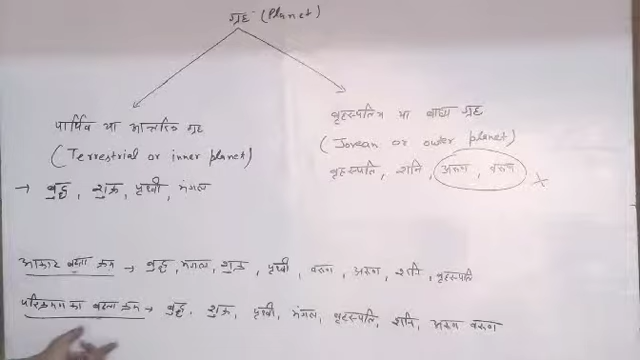 ग्रह (Planet)
पार्थिव या आन्तरिक ग्रह
(Terrestrial or inner planet)
→ बुद्ध, शुक्र, पृथ्वी, मंगल
बृहस्पतिय या बाह्य ग्रह
(Jovean or outer planet)
बृहस्पति, शनि, अरुण, वरुण
आकार बढ़ता क्रम → बुद्ध, मंगल, शुक्र, पृथ्वी, वरुण, अरुण, शनि, बृहस्पति
परिक्रमण का बढ़ता क्रम → बुद्ध, शुक्र, पृथ्वी, मंगल, बृहस्पति, शनि, अरुण वरुण